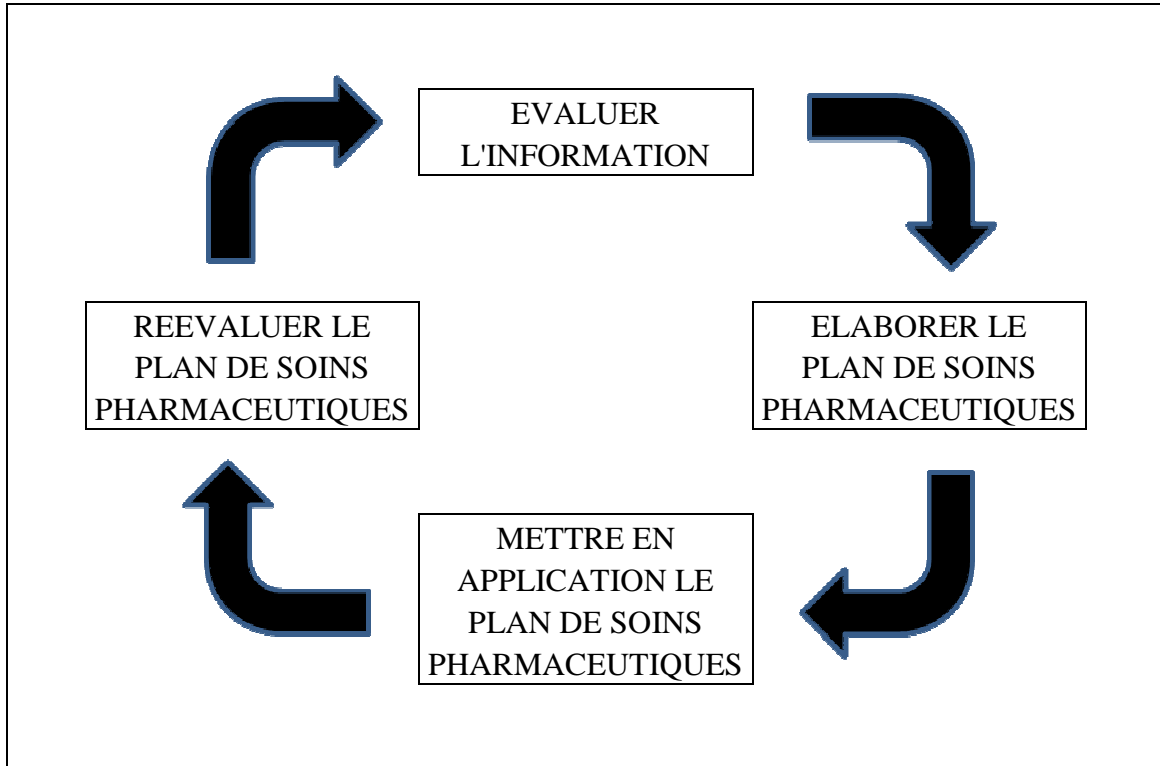 EVALUER
L'INFORMATION
ELABORER LE
PLAN DE SOINS
PHARMACEUTIQUES
METTRE EN
APPLICATION LE
PLAN DE SOINS
PHARMACEUTIQUES
REEVALUER LE
PLAN DE SOINS
PHARMACEUTIQUES